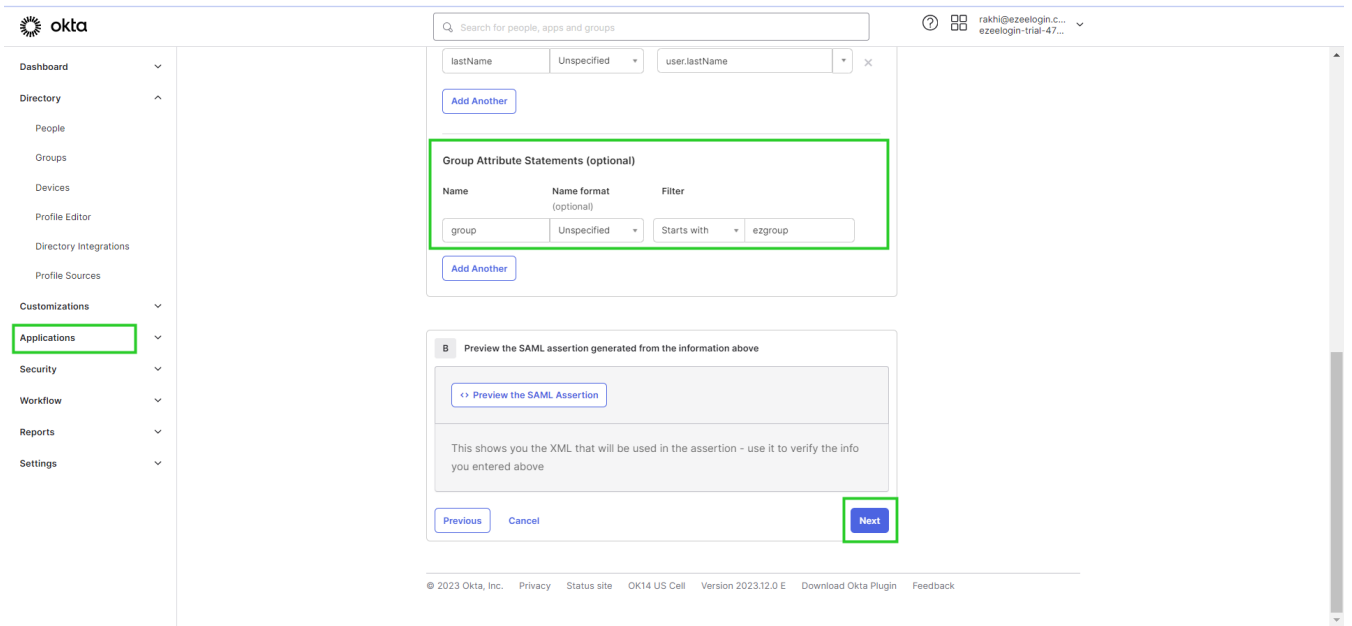 okta
Search for people, apps and groups
rakhi@ezeelogin.c...
ezeelogin-trial-47...
Dashboard
Directory
People
Groups
Devices
Profile Editor
Directory Integrations
Profile Sources
Customizations
Applications
Security
Workflow
Reports
Settings
lastName Unspecified user.lastName
Add Another
Group Attribute Statements (optional)
Name Name format Filter
(optional)
group Unspecified Starts with ezgroup
Add Another
B Preview the SAML assertion generated from the information above
<> Preview the SAML Assertion
This shows you the XML that will be used in the assertion - use it to verify the info
you entered above
Previous Cancel Next
© 2023 Okta, Inc. Privacy Status site OK14 US Cell Version 2023.12.0 E Download Okta Plugin Feedback